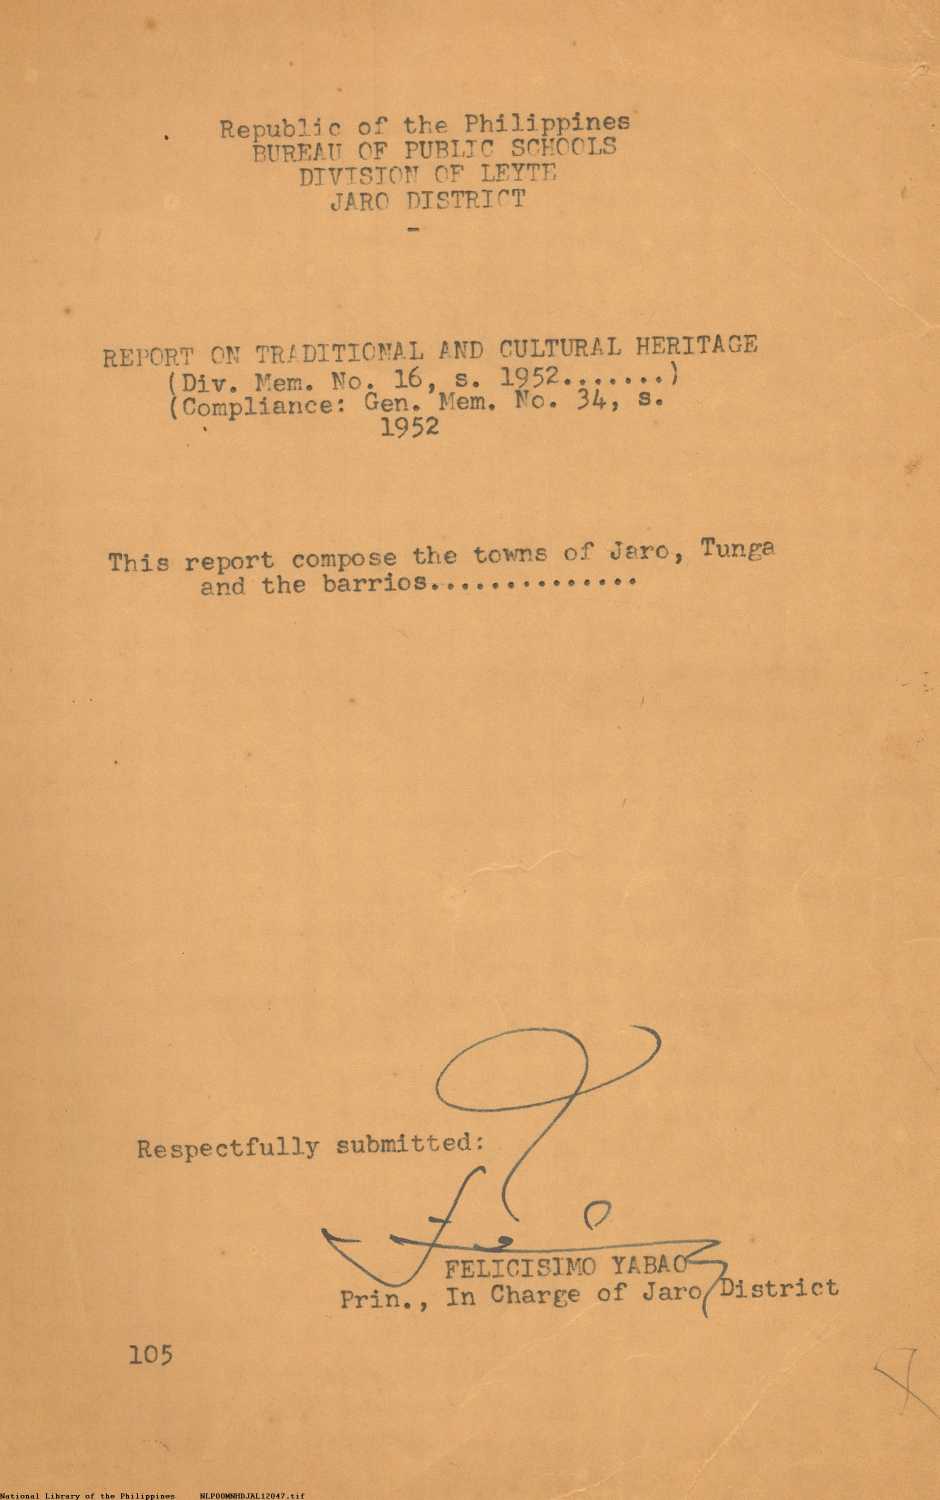 Republic of the Philippines
BUREAU OF PUBLIC SCHOOLS
DIVISION OF LEYTE
JARO DISTRICT
-
REPORT ON TRADITIONAL AND CULTURAL HERITAGE
(Div. Mem. No. 16, s. 1952.......)
(Compliance: Gen. Mem. No. 34, s.
1952
This report compose the towns of Jaro, Tunga
and the barrios..............
Respectfully submitted:
FELICISIMO YABAO
Prin., In Charge of Jaro District
105
National Library of the Philippines NLPOOMNHDJAL12047.tif